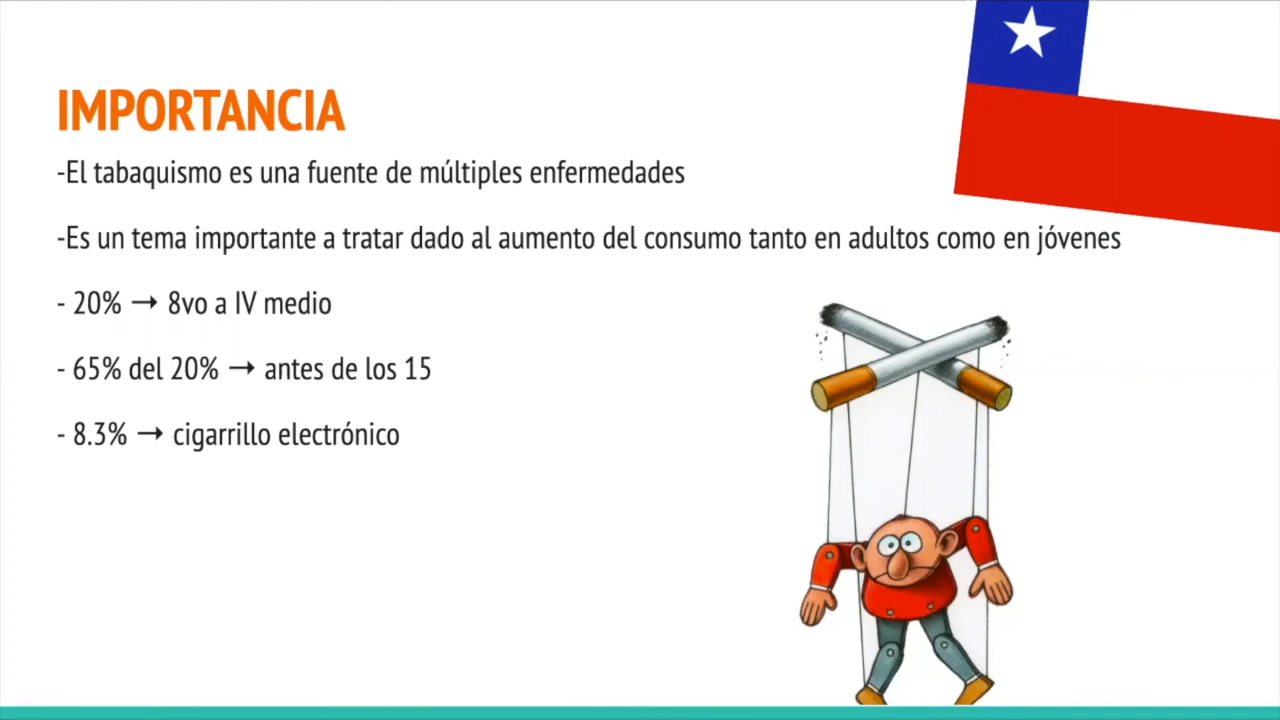 IMPORTANCIA
-El tabaquismo es una fuente de múltiples enfermedades
-Es un tema importante a tratar dado al aumento del consumo tanto en adultos como en jóvenes
- 20% → 8vo a IV medio
- 65% del 20% → antes de los 15
- 8.3% → cigarrillo electrónico